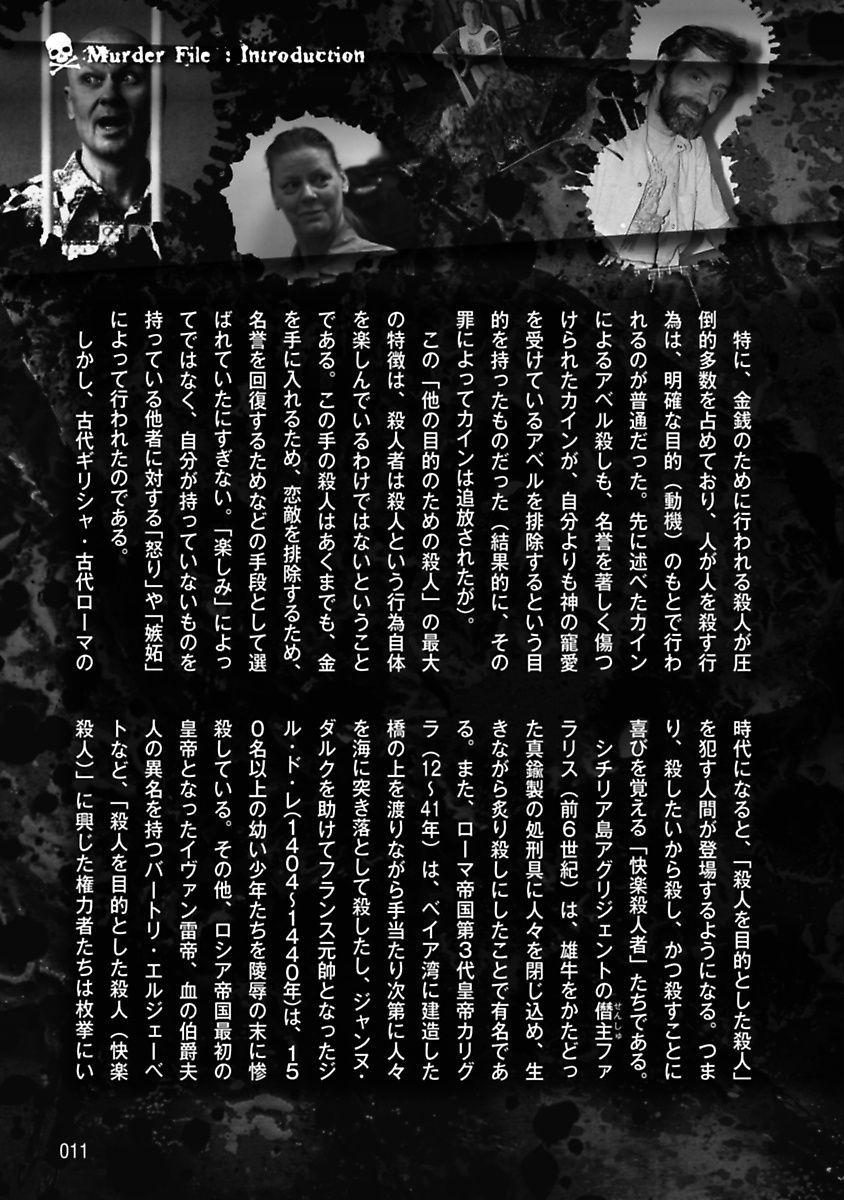 Murder File : Introduction
特に、金銭のために行われる殺人が圧
倒的多数を占めており、人が人を殺す行
為は、明確な目的（動機）のもとで行わ
れるのが普通だった。先に述べたカイン
によるアベル殺しも、名誉を著しく傷つ
けられたカインが、自分よりも神の寵愛
を受けているアベルを排除するという目
的を持ったものだった（結果的に、その
罪によってカインは追放されたが）。
この「他の目的のための殺人」の最大
の特徴は、殺人者は殺人という行為自体
を楽しんでいるわけではないということ
である。この手の殺人はあくまでも、金
を手に入れるため、恋敵を排除するため、
名誉を回復するためなどの手段として選
ばれていたにすぎない。「楽しみ」によっ
てではなく、自分が持っていないものを
持っている他者に対する「怒り」や「嫉妬」
によって行われたのである。
しかし、古代ギリシャ・古代ローマの
時代になると、「殺人を目的とした殺人」
を犯す人間が登場するようになる。つま
り、殺したいから殺し、かつ殺すことに
喜びを覚える「快楽殺人者」たちである。
シチリア島アグリジェントの僭主ファ
せんしゅ
ラリス（前６世紀）は、雄牛をかたどっ
た真鍮製の処刑具に人々を閉じ込め、生
きながら炙り殺しにしたことで有名であ
る。また、ローマ帝国第３代皇帝カリグ
ラ（12〜41年）は、ベイア湾に建造した
橋の上を渡りながら手当たり次第に人々
を海に突き落として殺したし、ジャンヌ・
ダルクを助けてフランス元帥となったジ
ル・ド・レ（１４０４〜１４４０年）は、１５
０名以上の幼い少年たちを陵辱の末に惨
殺している。その他、ロシア帝国最初の
皇帝となったイヴァン雷帝、血の伯爵夫
人の異名を持つバートリ・エルジェーベ
トなど、「殺人を目的とした殺人（快楽
殺人）」に興じた権力者たちは枚挙にい
011